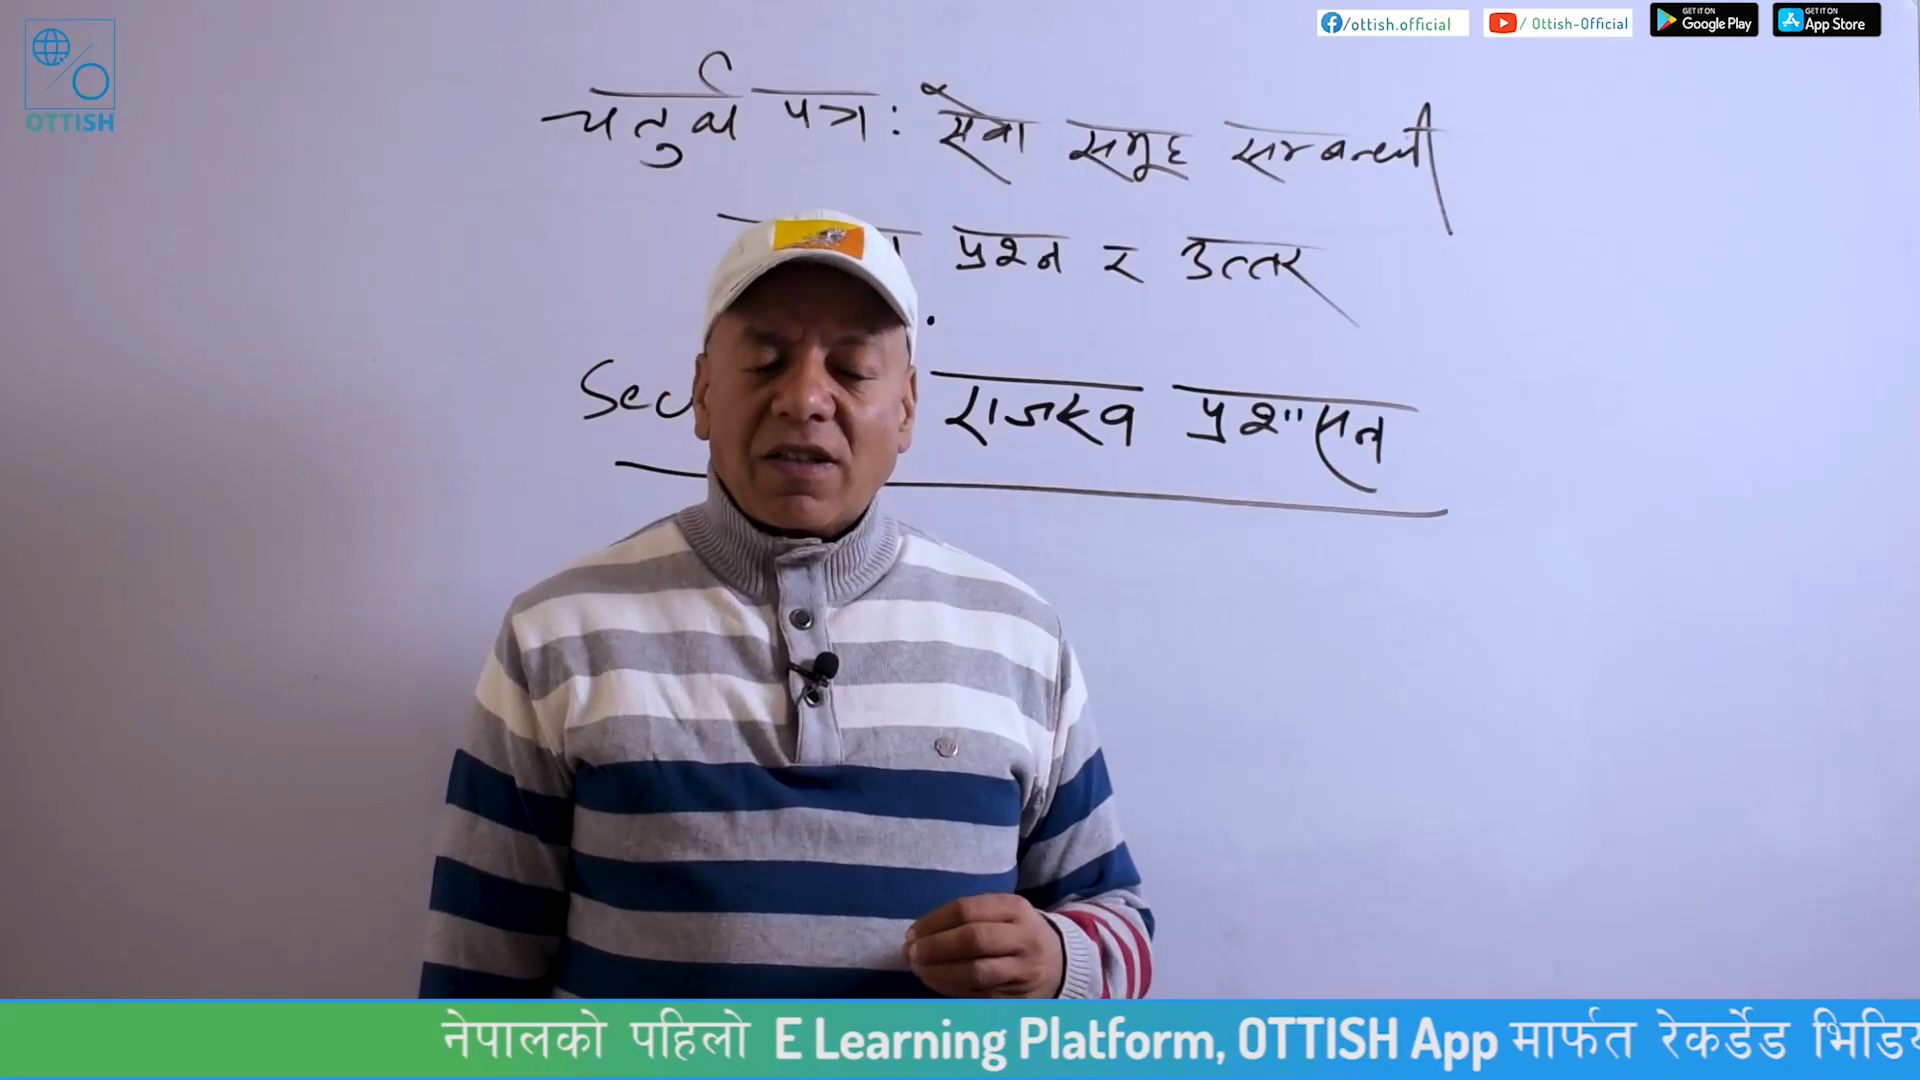 OTTISH
/ottish.official
/ Ottish-Official
GET IT ON Google Play
GET IT ON App Store
चतुर्थ पत्र: सेवा समूह सम्बन्धी
प्रश्न र उत्तर
Sec
राजस्व प्रशासन
नेपालको पहिलो E Learning Platform, OTTISH App मार्फत रेकर्डेड